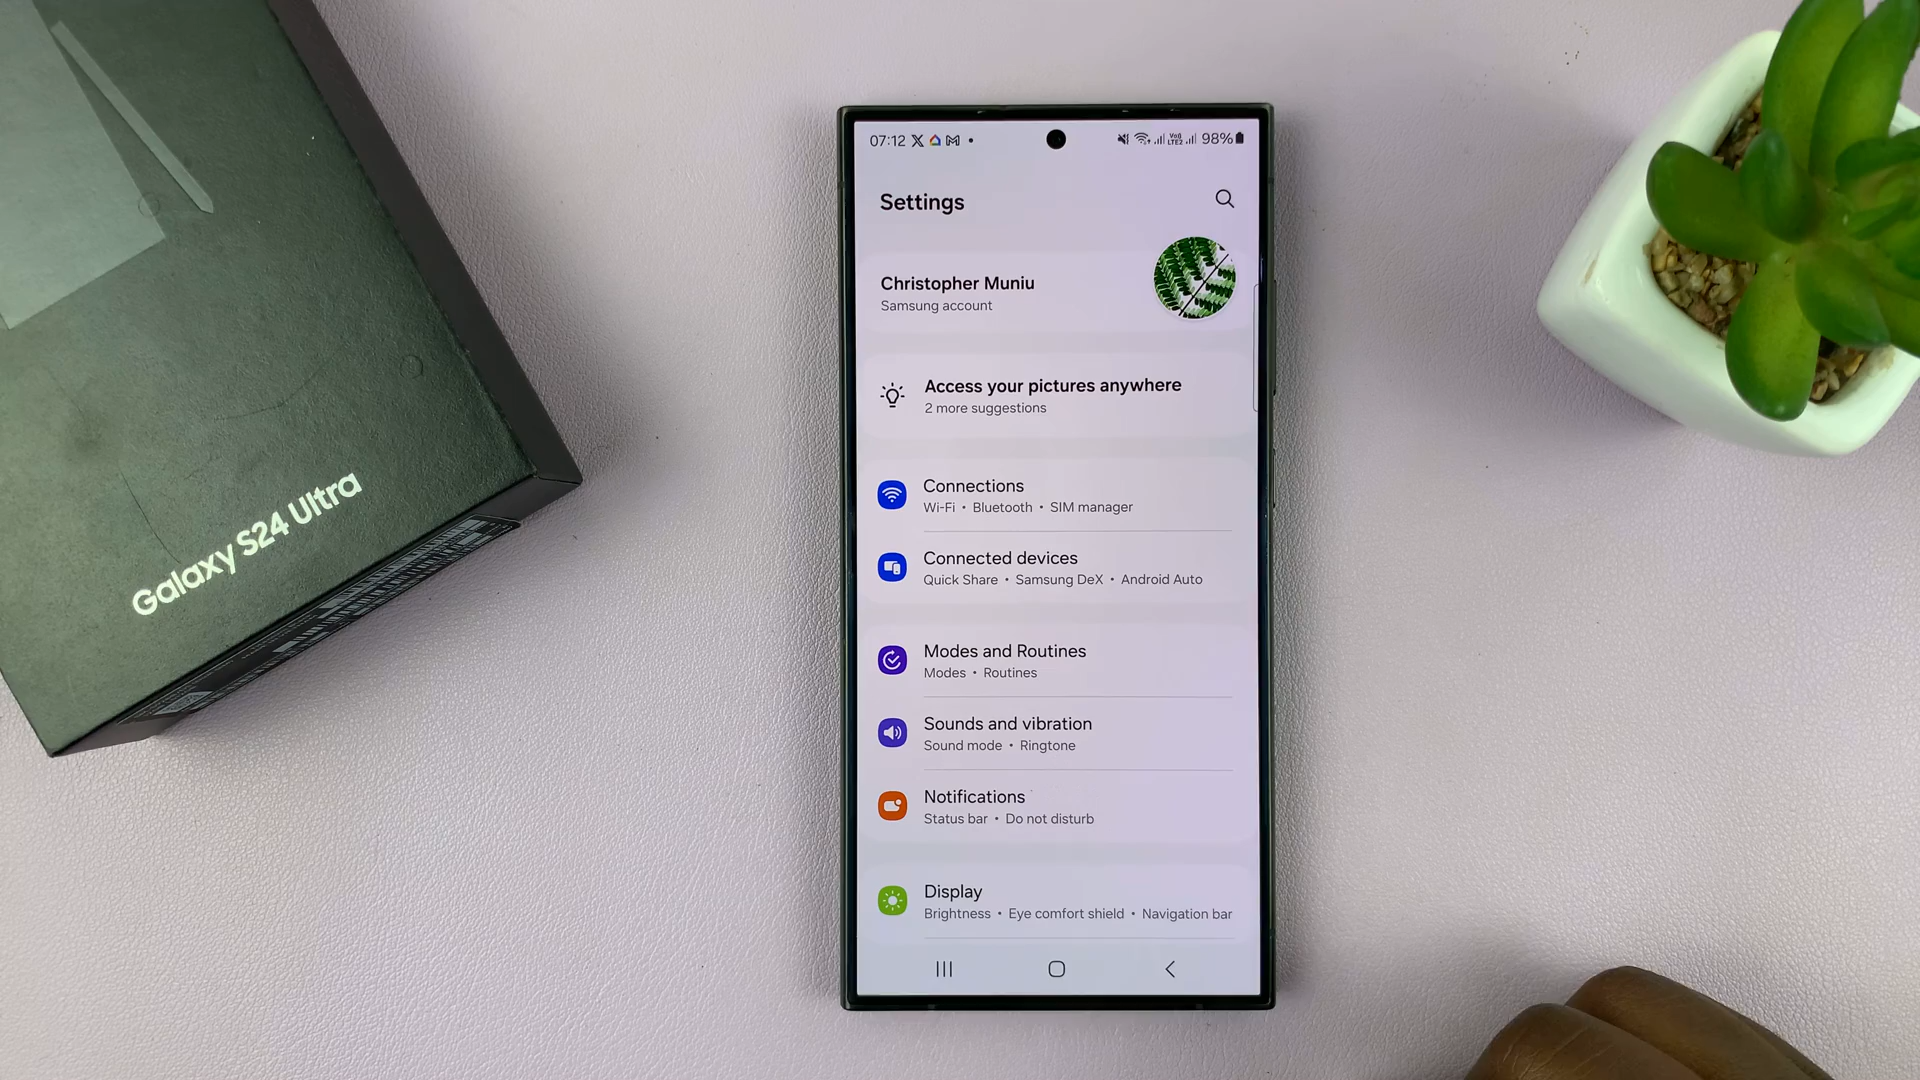 Galaxy S24 Ultra
07:12
98%
Settings
Christopher Muniu
Samsung account
Access your pictures anywhere
2 more suggestions
Connections
Wi-Fi • Bluetooth • SIM manager
Connected devices
Quick Share • Samsung DeX • Android Auto
Modes and Routines
Modes • Routines
Sounds and vibration
Sound mode • Ringtone
Notifications
Status bar • Do not disturb
Display
Brightness • Eye comfort shield • Navigation bar